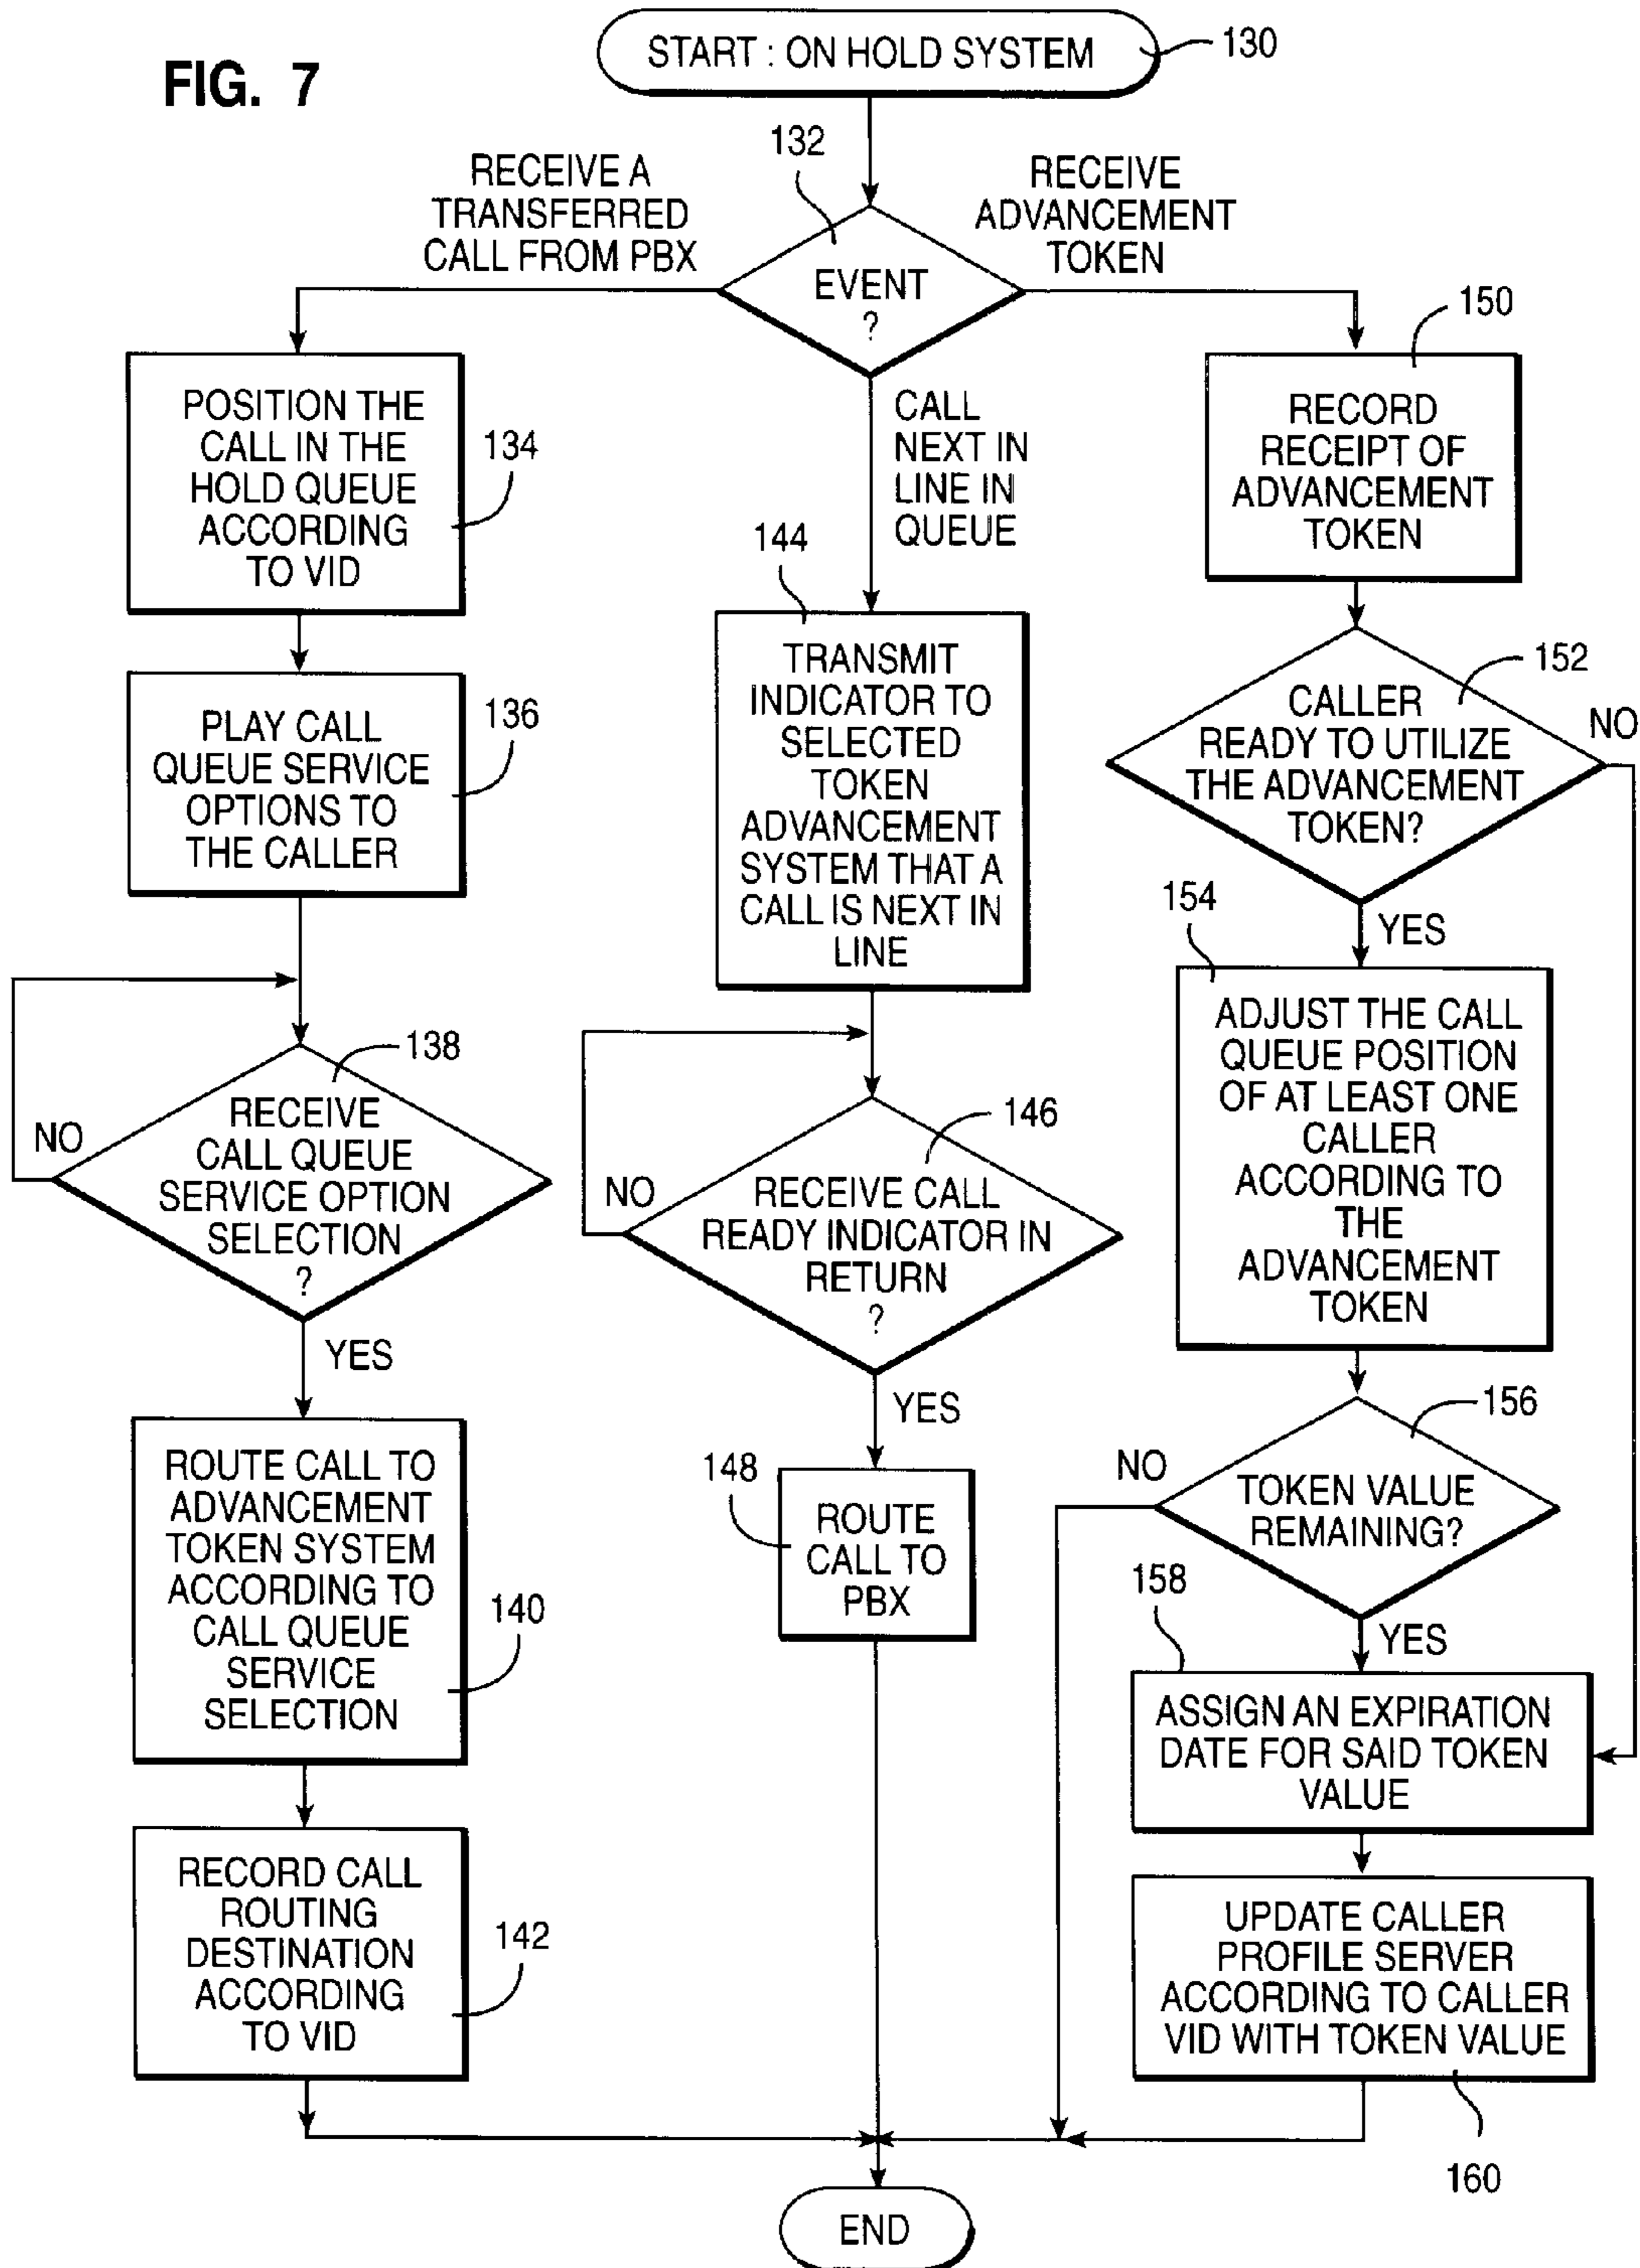 FIG. 7
START : ON HOLD SYSTEM
130
132
RECEIVE A
TRANSFERRED
CALL FROM PBX
RECEIVE
ADVANCEMENT
TOKEN
EVENT
?
POSITION THE
CALL IN THE
HOLD QUEUE
ACCORDING
TO VID
134
PLAY CALL
QUEUE SERVICE
OPTIONS TO
THE CALLER
136
138
RECEIVE
CALL QUEUE
SERVICE OPTION
SELECTION
?
NO
YES
ROUTE CALL TO
ADVANCEMENT
TOKEN SYSTEM
ACCORDING TO
CALL QUEUE
SERVICE
SELECTION
140
RECORD CALL
ROUTING
DESTINATION
ACCORDING
TO VID
142
CALL
NEXT IN
LINE IN
QUEUE
144
TRANSMIT
INDICATOR TO
SELECTED
TOKEN
ADVANCEMENT
SYSTEM THAT A
CALL IS NEXT IN
LINE
146
NO
RECEIVE CALL
READY INDICATOR IN
RETURN
?
YES
148
ROUTE
CALL TO
PBX
150
RECORD
RECEIPT OF
ADVANCEMENT
TOKEN
152
CALLER
READY TO UTILIZE
THE ADVANCEMENT
TOKEN?
NO
YES
154
ADJUST THE CALL
QUEUE POSITION
OF AT LEAST ONE
CALLER
ACCORDING TO
THE
ADVANCEMENT
TOKEN
156
NO
TOKEN VALUE
REMAINING?
YES
158
ASSIGN AN EXPIRATION
DATE FOR SAID TOKEN
VALUE
UPDATE CALLER
PROFILE SERVER
ACCORDING TO CALLER
VID WITH TOKEN VALUE
160
END